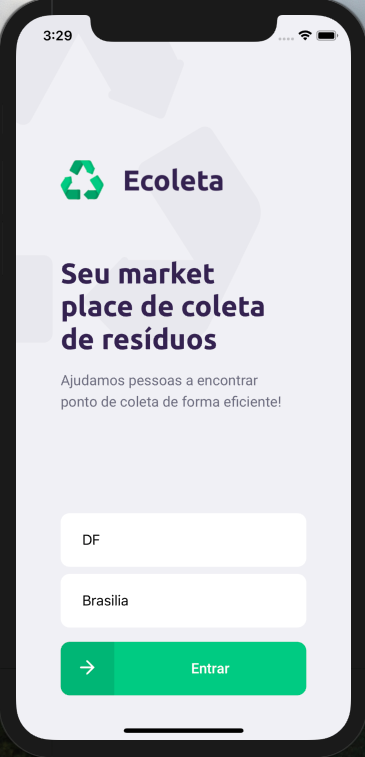 3:29
Ecoleta
Seu market
place de coleta
de resíduos
Ajudamos pessoas a encontrar
ponto de coleta de forma eficiente!
DF
Brasilia
Entrar